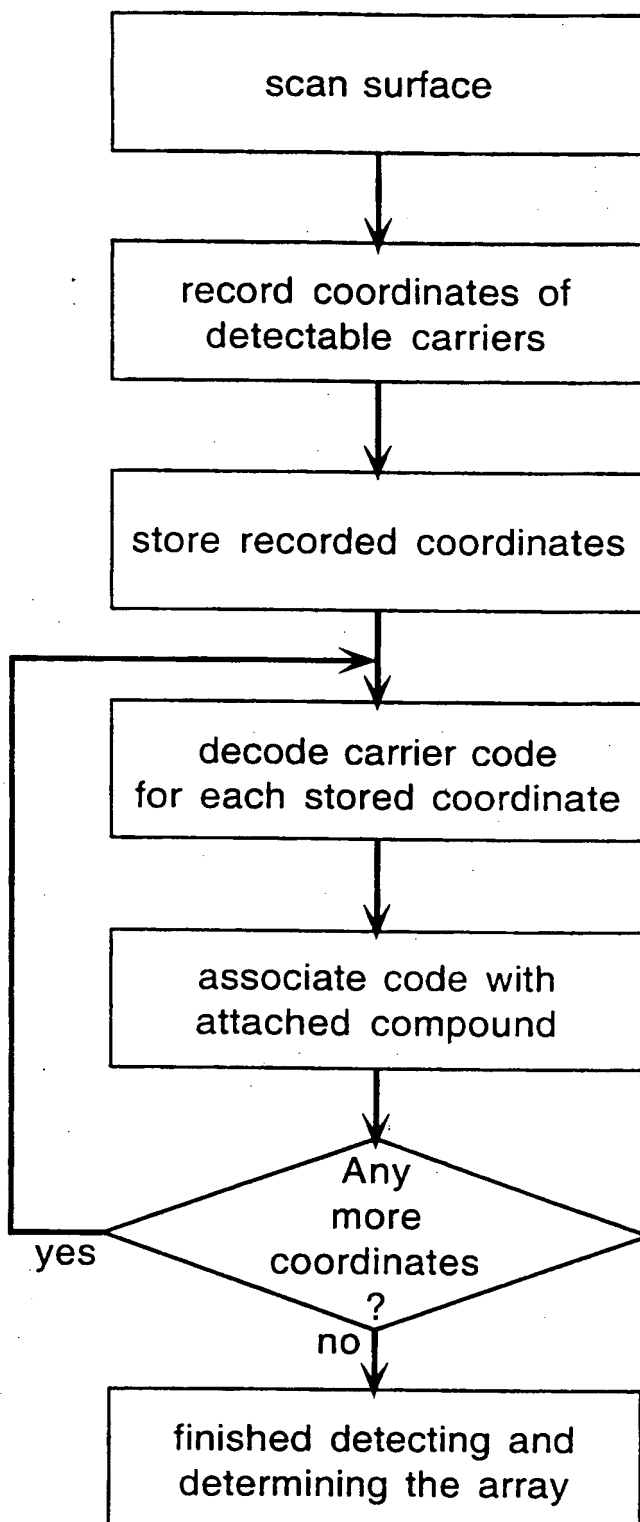 scan surface
record coordinates of
detectable carriers
store recorded coordinates
decode carrier code
for each stored coordinate
associate code with
attached compound
Any
more
coordinates
?
yes
no
finished detecting and
determining the array